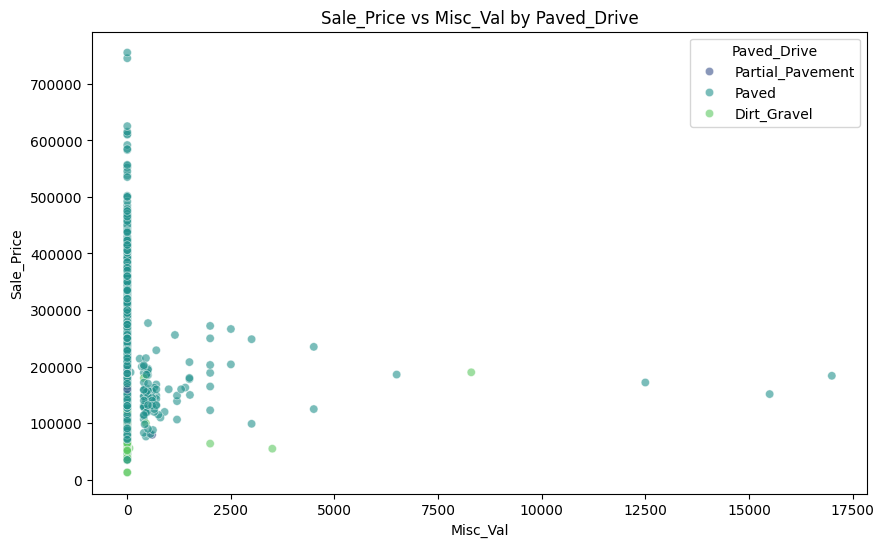 Sale_Price vs Misc_Val by Paved_Drive
Paved_Drive
Partial_Pavement
Paved
Dirt_Gravel
700000
600000
500000
400000
300000
200000
100000
0
Sale_Price
0 2500 5000 7500 10000 12500 15000 17500
Misc_Val